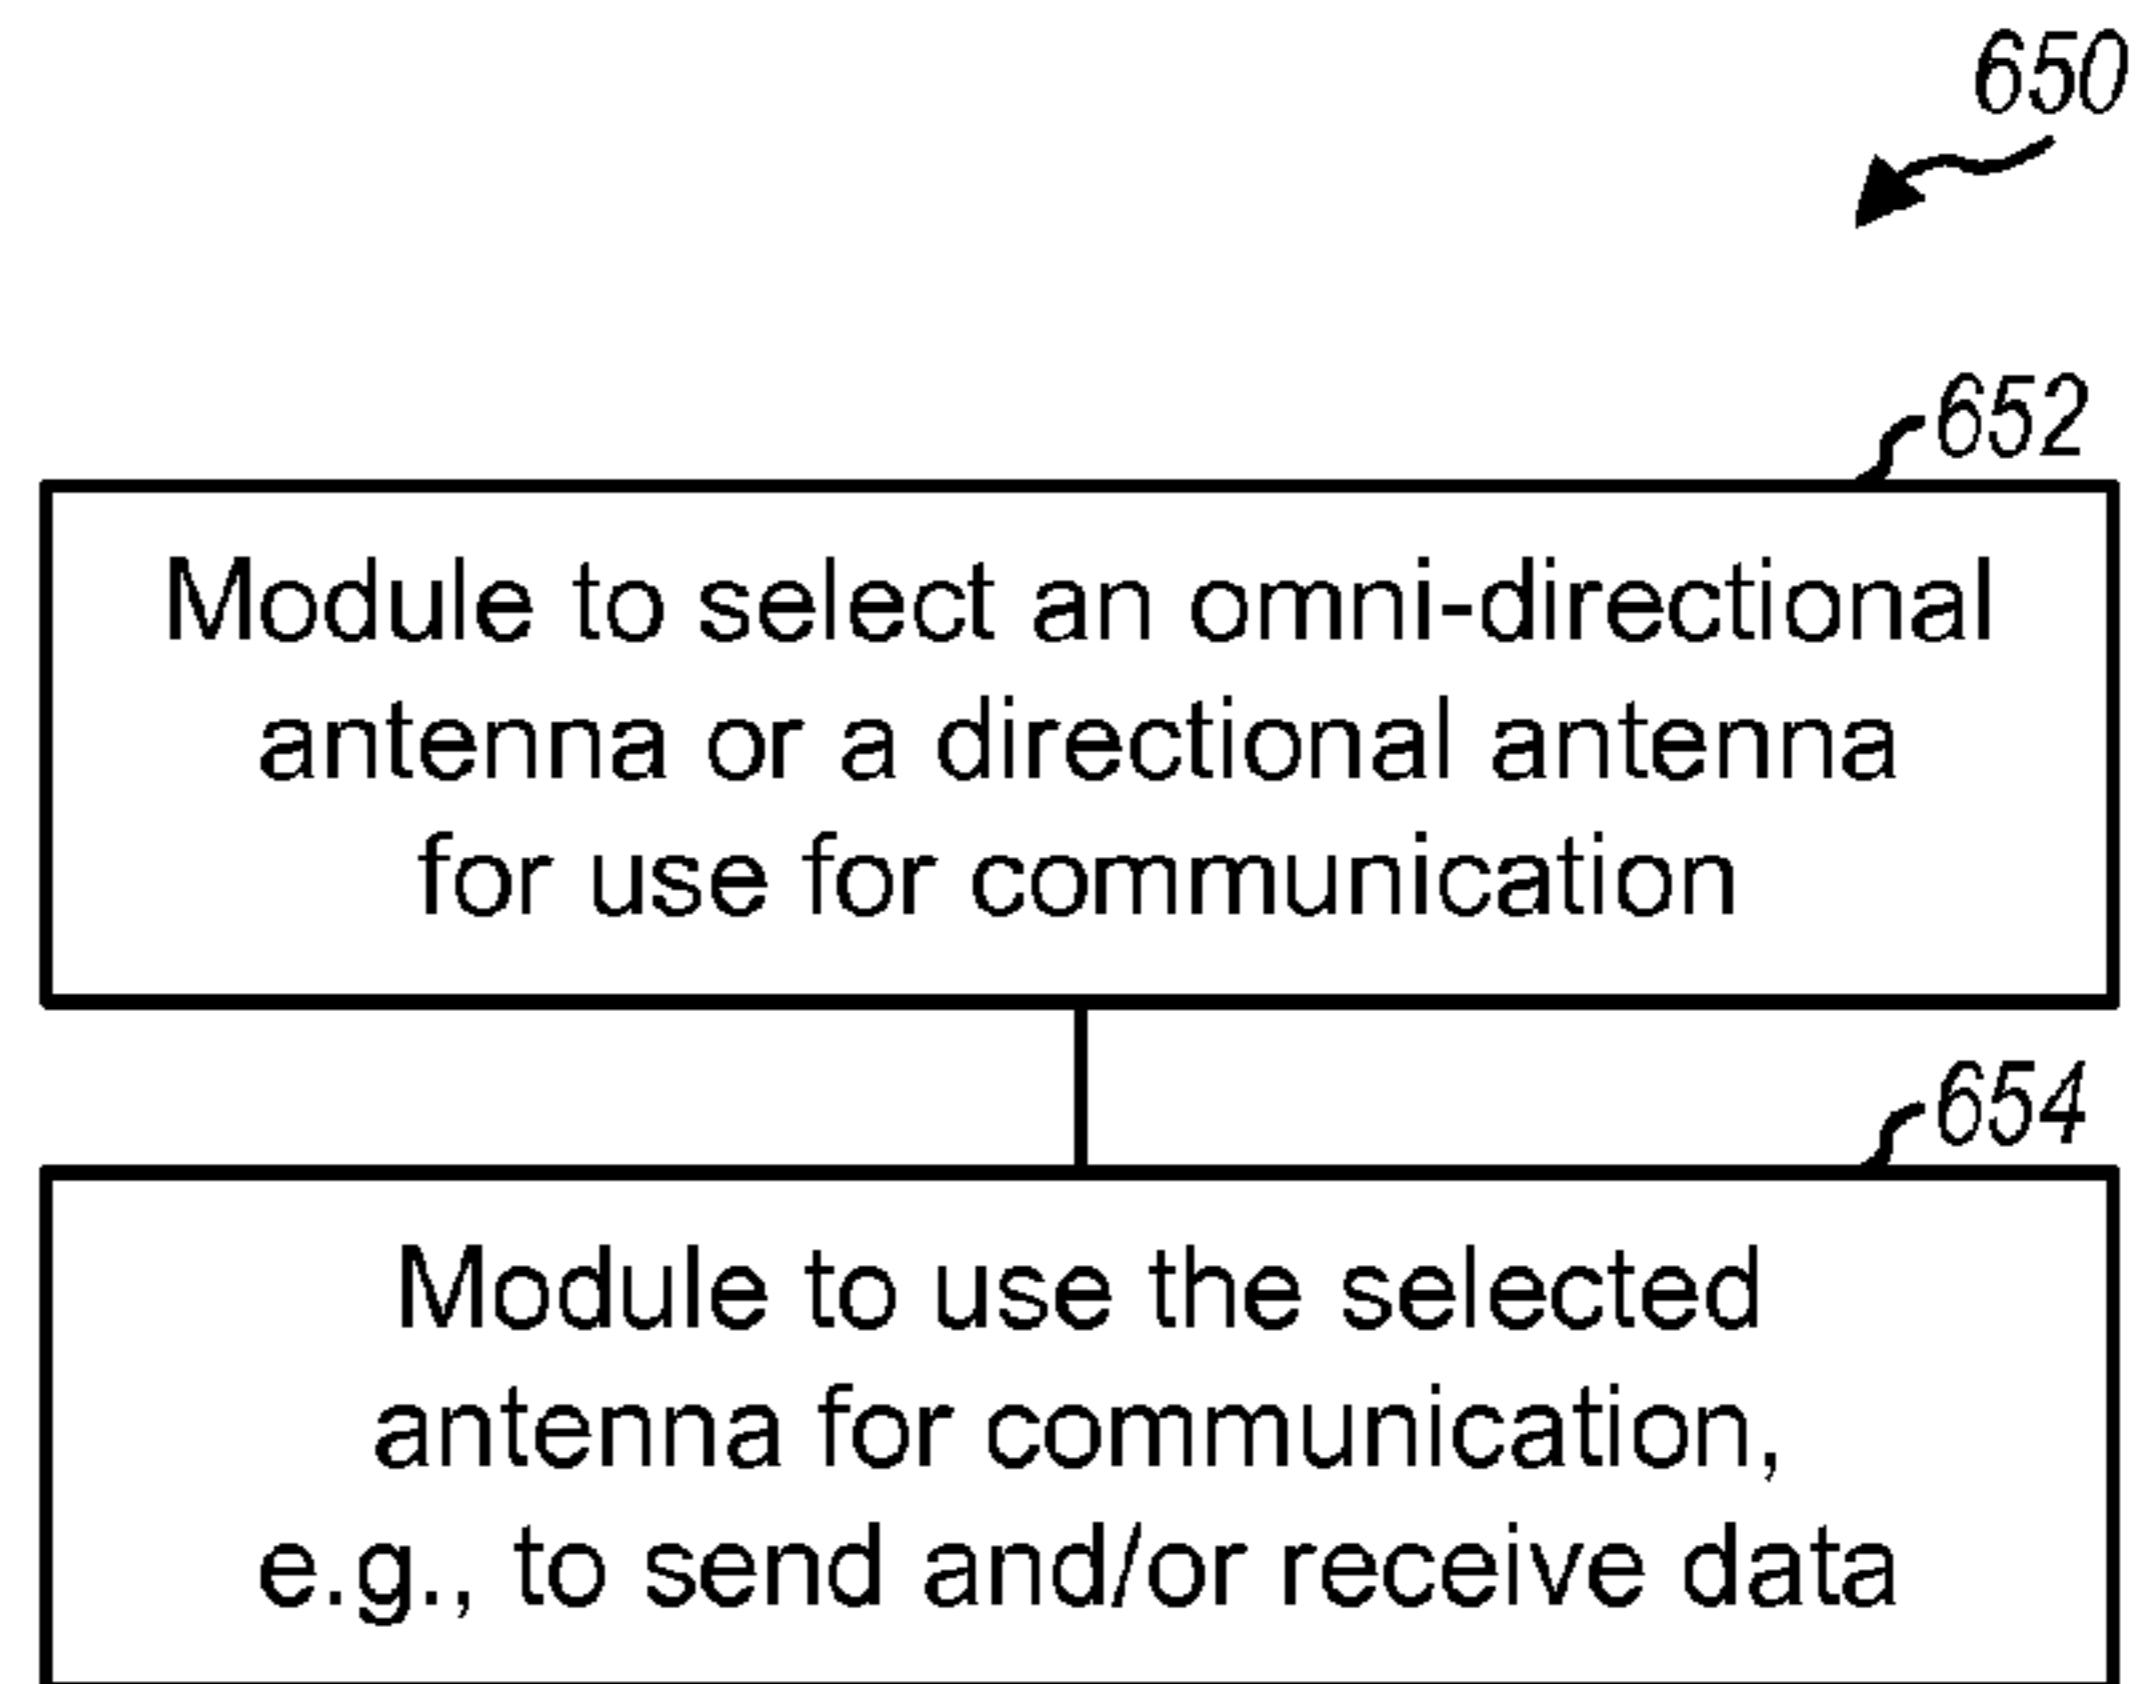 650
652
Module to select an omni-directional
antenna or a directional antenna
for use for communication
654
Module to use the selected
antenna for communication,
e.g., to send and/or receive data